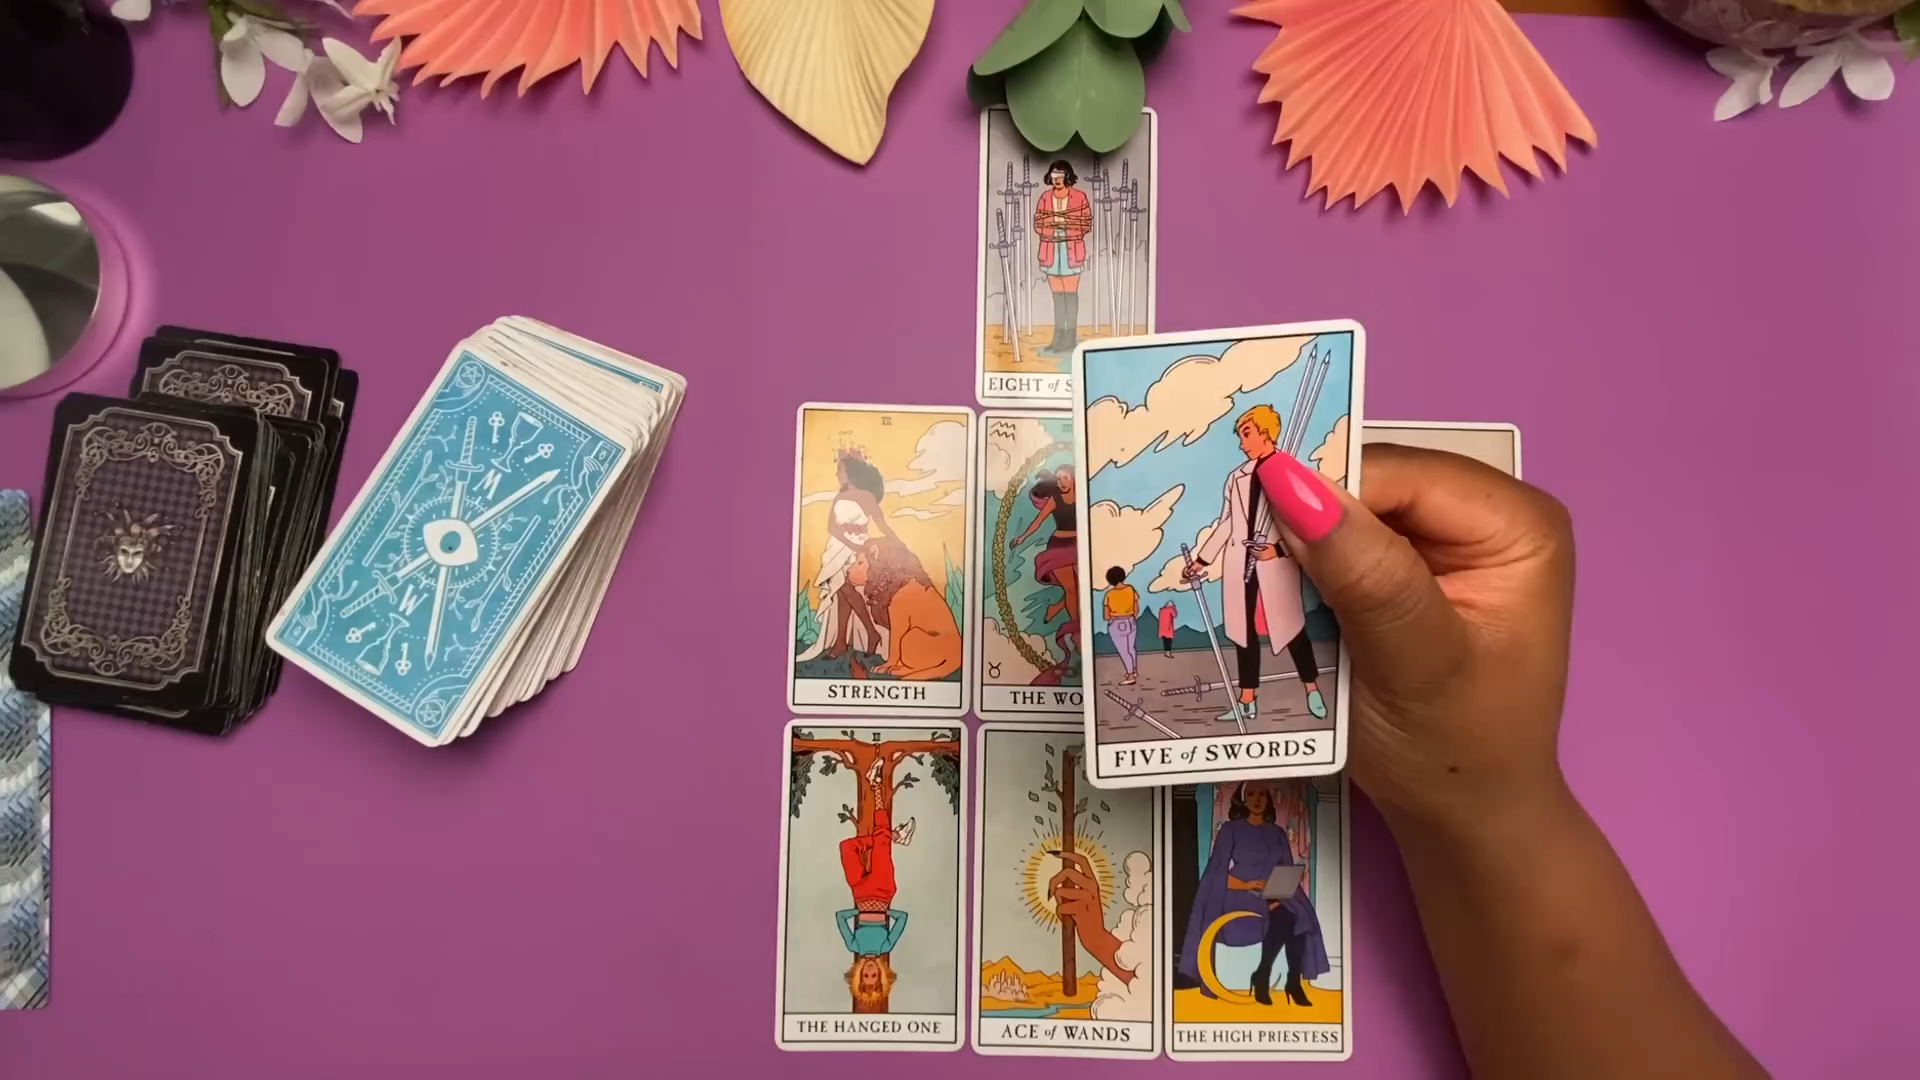 EIGHT of S
STRENGTH
THE WO
FIVE of SWORDS
THE HANGED ONE
ACE of WANDS
THE HIGH PRIESTESS